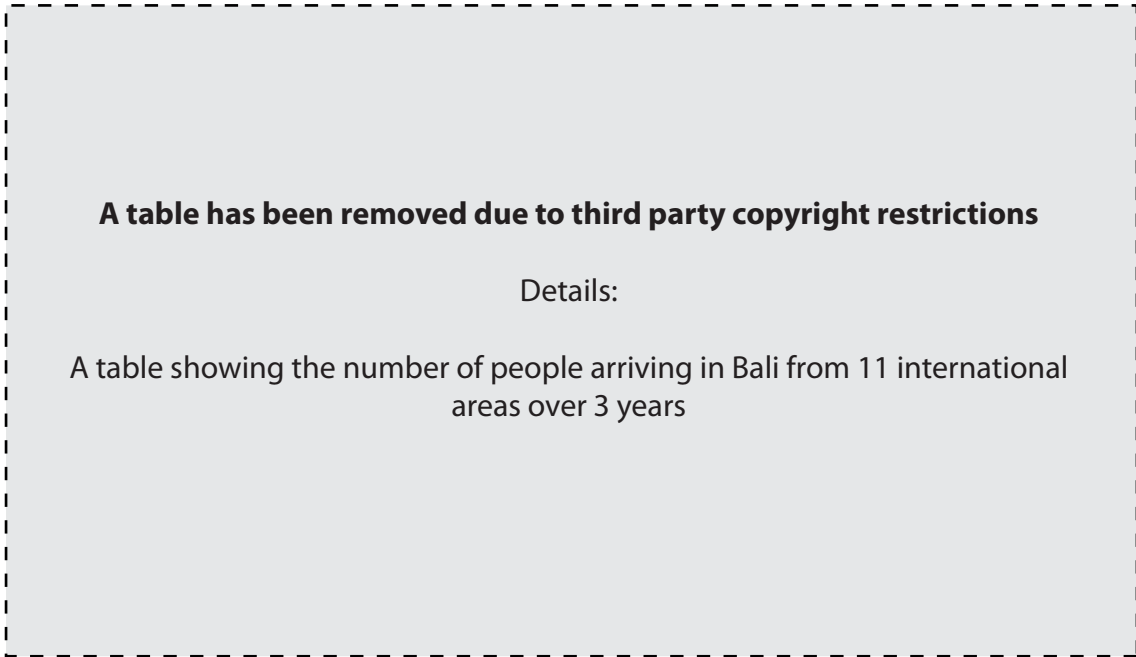 A table has been removed due to third party copyright restrictions
Details:
A table showing the number of people arriving in Bali from 11 international
areas over 3 years